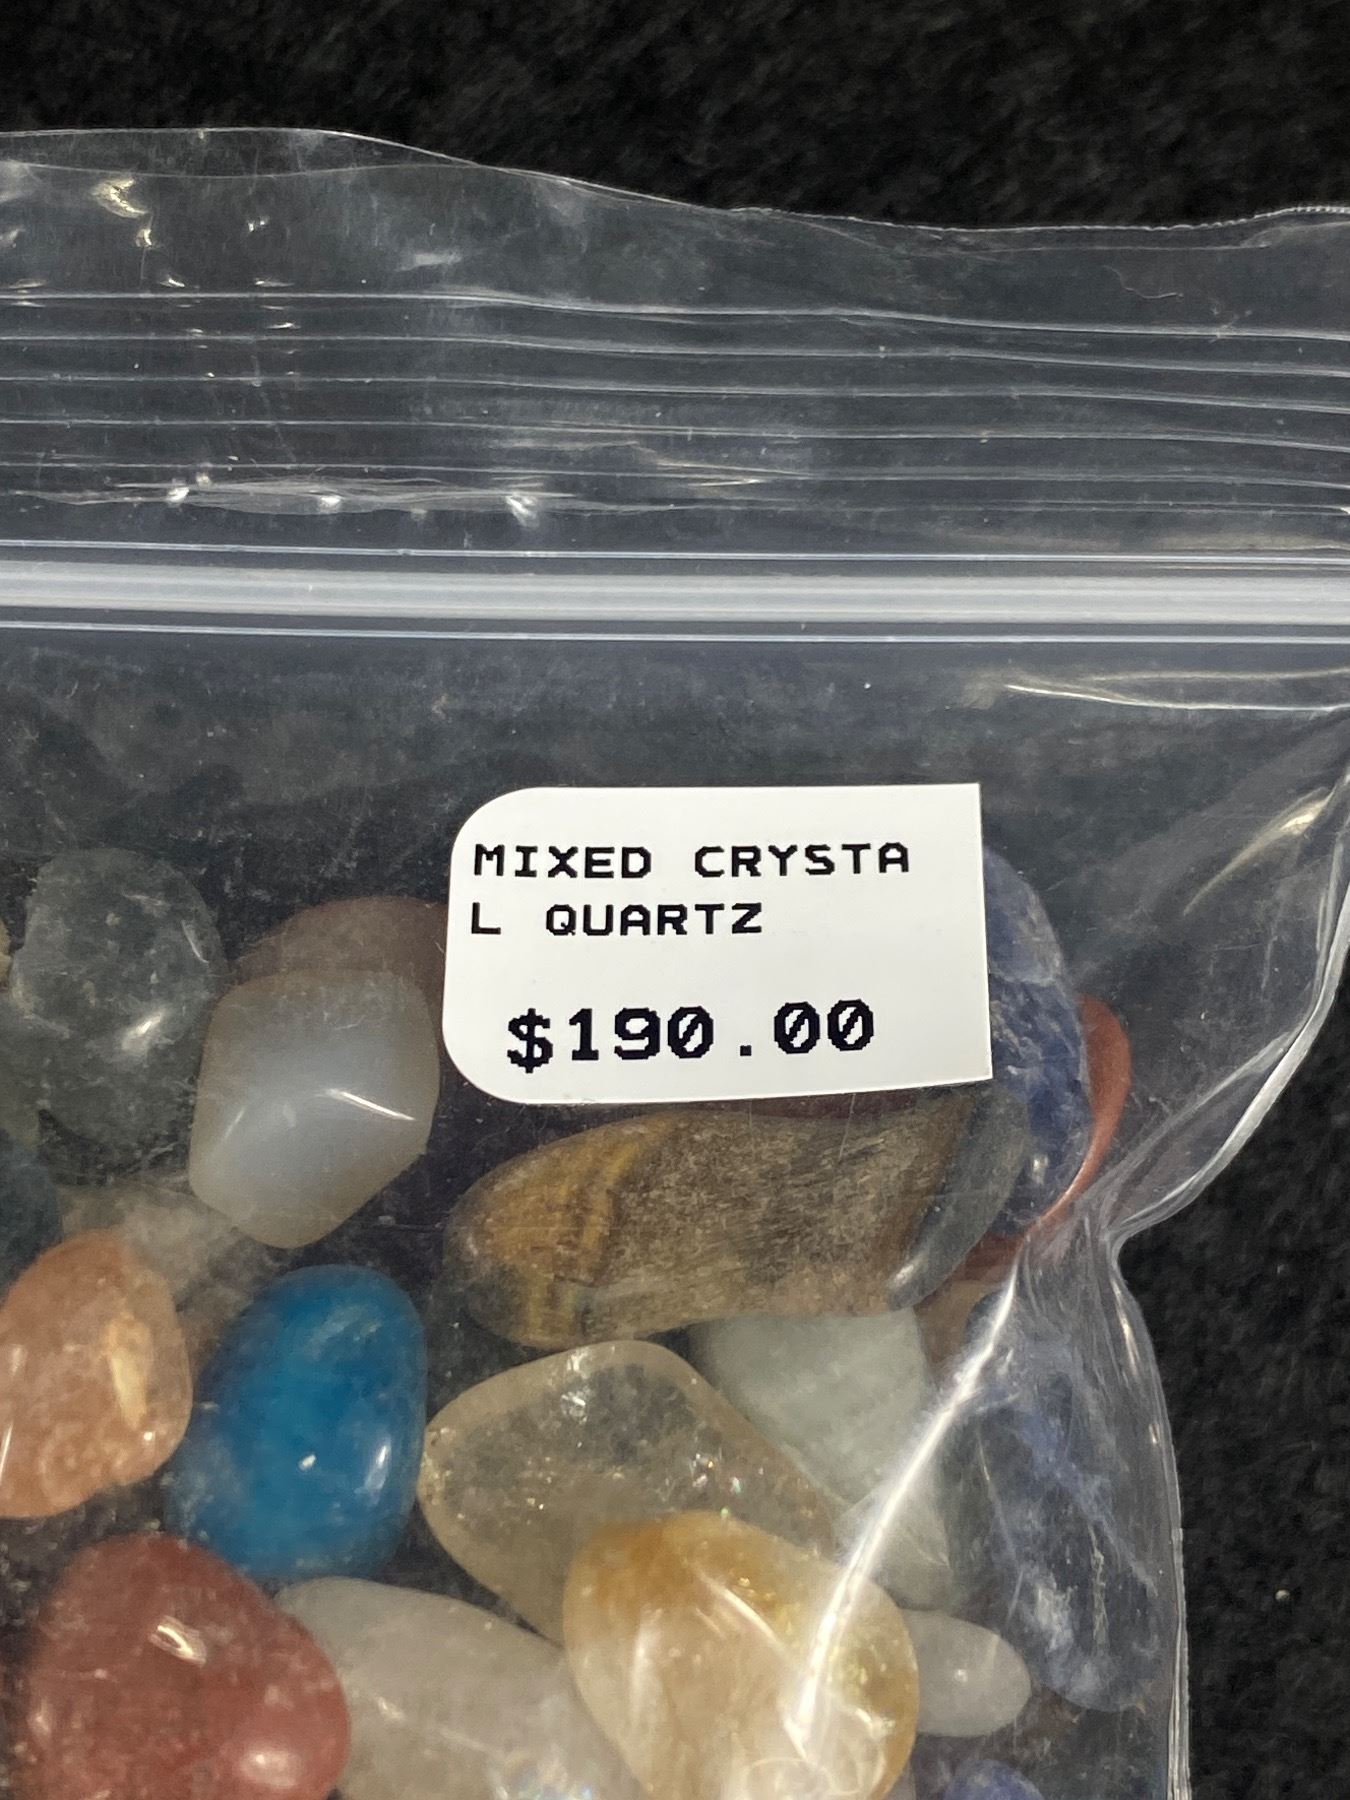 MIXED CRYSTA
L QUARTZ
$190.00